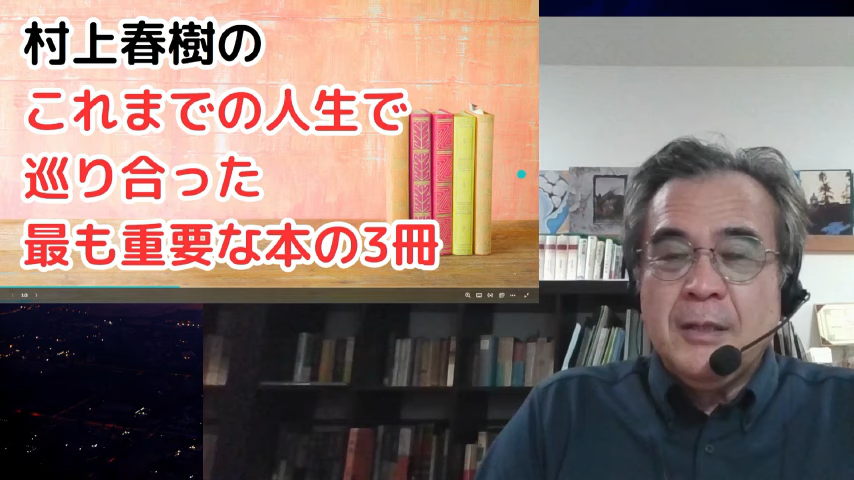 村上春樹の
これまでの人生で
巡り合った
最も重要な本の3冊